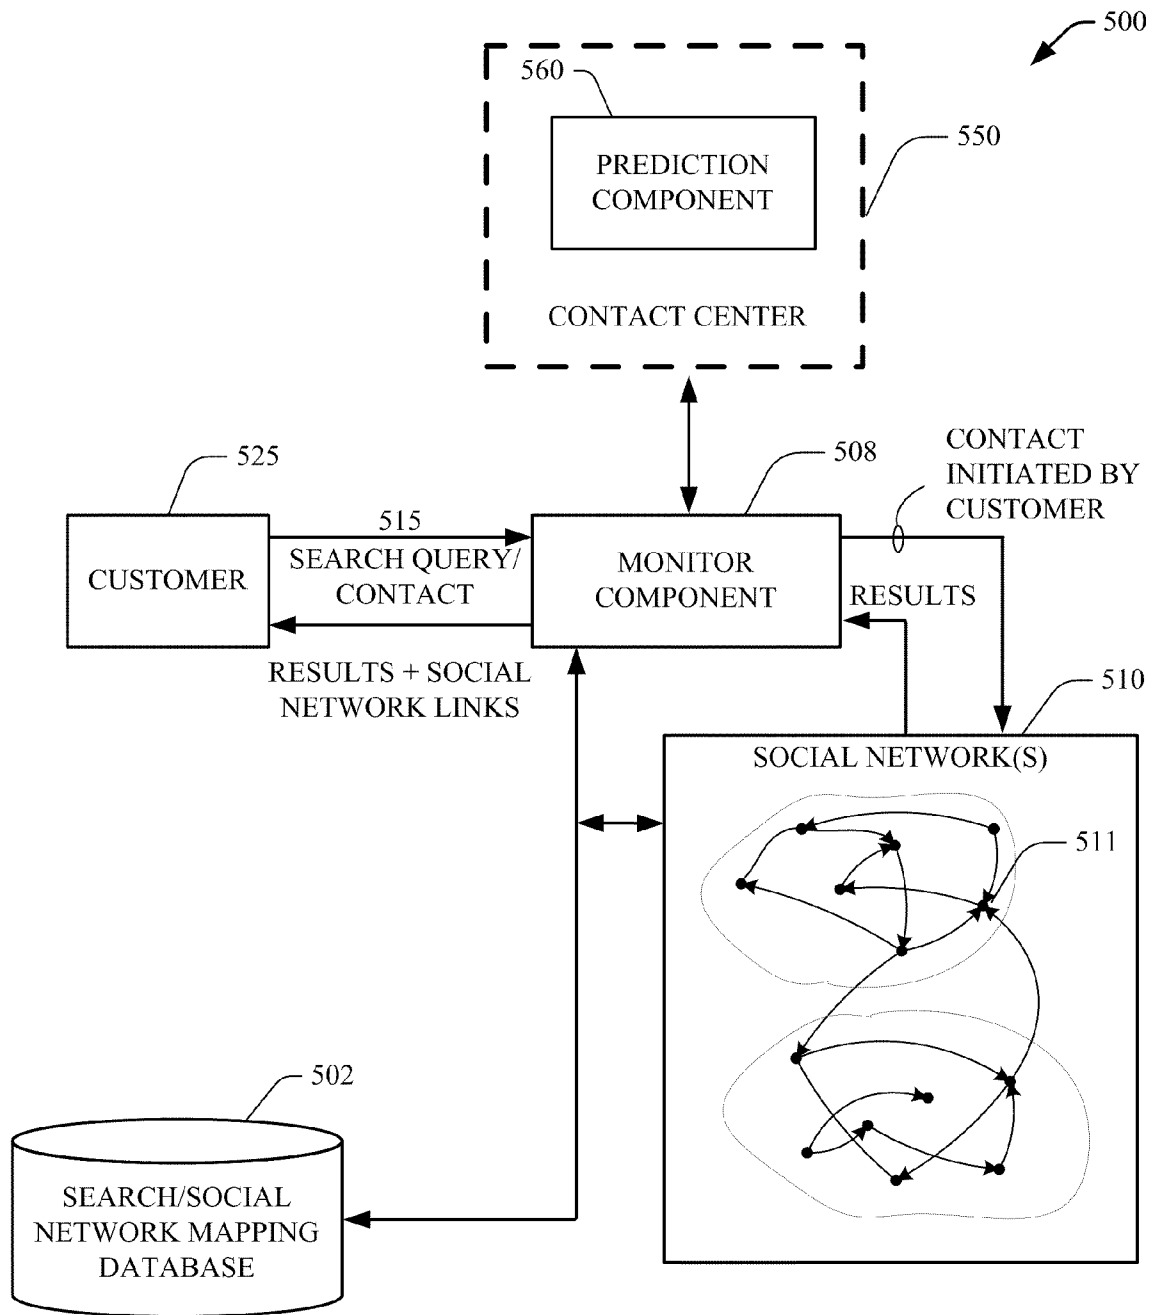 500
560
550
PREDICTION
COMPONENT
CONTACT CENTER
525
508
CONTACT
INITIATED BY
CUSTOMER
515
CUSTOMER
SEARCH QUERY/
CONTACT
MONITOR
COMPONENT
RESULTS
RESULTS + SOCIAL
NETWORK LINKS
510
SOCIAL NETWORK(S)
511
502
SEARCH/SOCIAL
NETWORK MAPPING
DATABASE